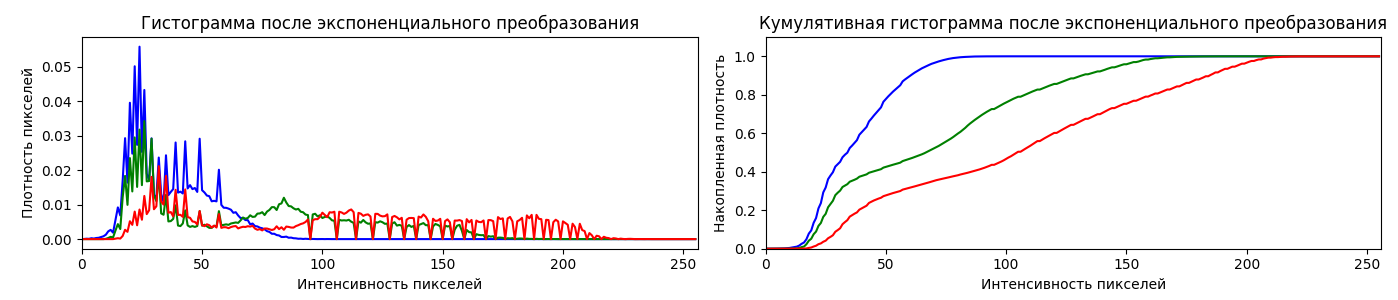 Гистограмма после экспоненциального преобразования
Плотность пикселей
0.05
0.04
0.03
0.02
0.01
0.00
0 50 100 150 200 250
Интенсивность пикселей
Кумулятивная гистограмма после экспоненциального преобразования
Накопленная плотность
1.0
0.8
0.6
0.4
0.2
0.0
0 50 100 150 200 250
Интенсивность пикселей